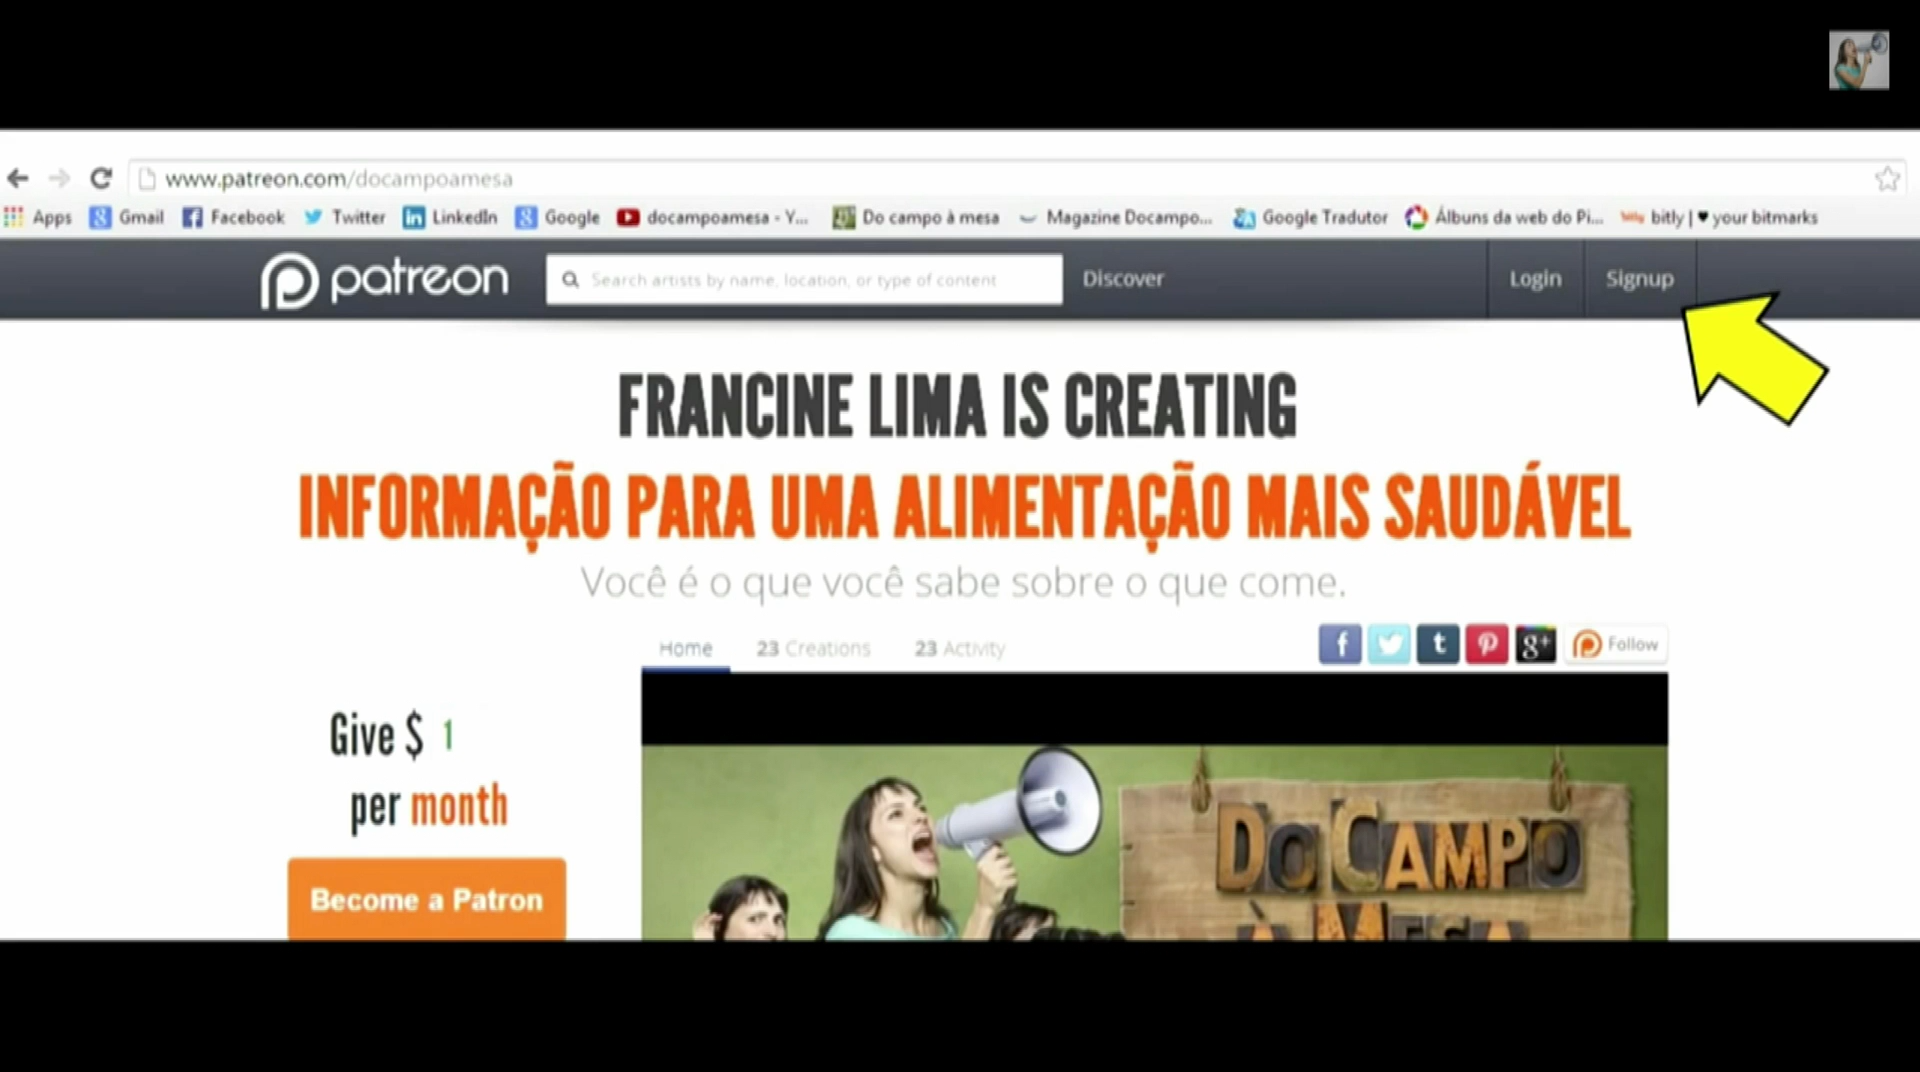 www.patreon.com/docampoamesa
Apps Gmail Facebook Twitter LinkedIn Google docampoamesa - Y... Do campo à mesa Magazine Docampo... Google Tradutor Álbuns da web do Pi... bitly | ♥ your bitmarks
patreon Search artists by name, location, or type of content Discover Login Signup
FRANCINE LIMA IS CREATING
INFORMAÇÃO PARA UMA ALIMENTAÇÃO MAIS SAUDÁVEL
Você é o que você sabe sobre o que come.
Home 23 Creations 23 Activity Follow
Give $ 1
per month
Become a Patron
DO CAMPO
À MESA